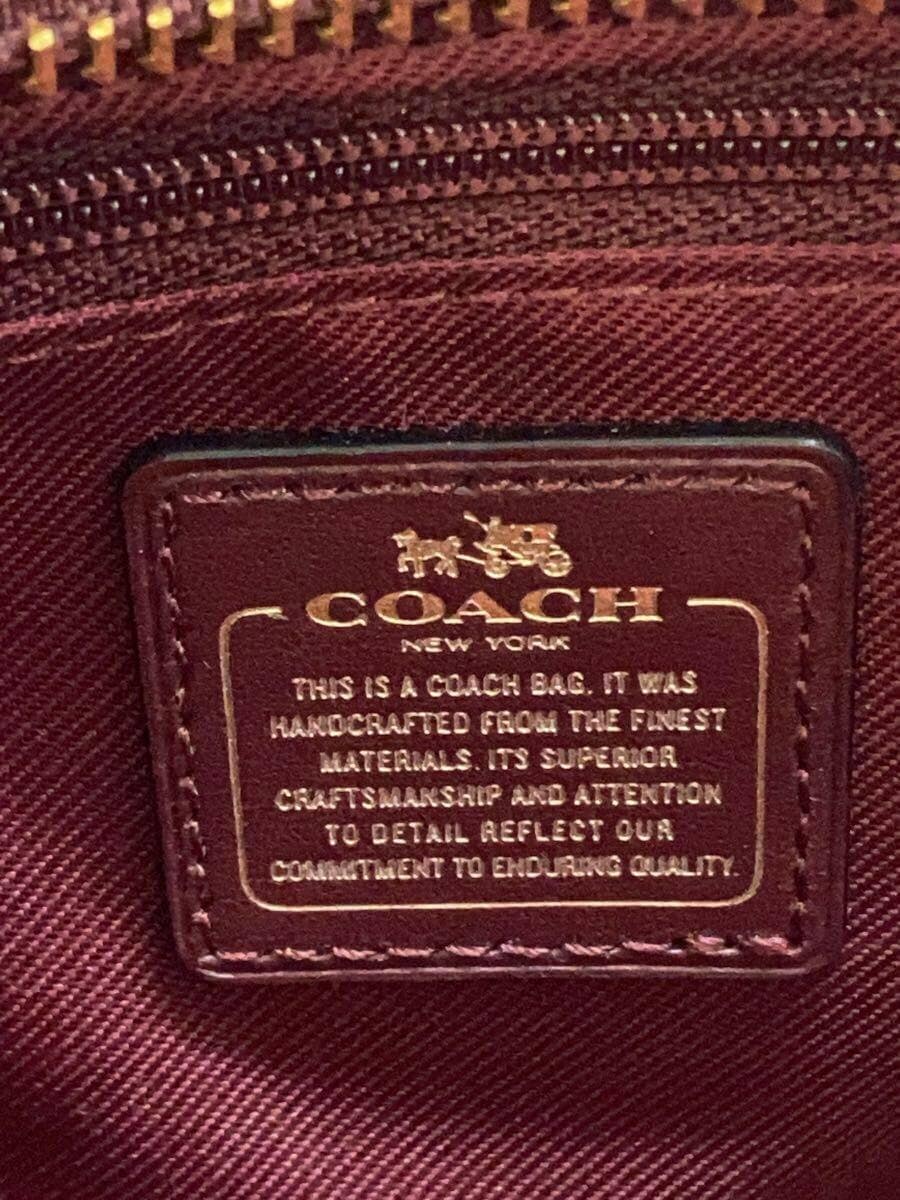 COACH
NEW YORK
THIS IS A COACH BAG. IT WAS
HANDCRAFTED FROM THE FINEST
MATERIALS. ITS SUPERIOR
CRAFTSMANSHIP AND ATTENTION
TO DETAIL REFLECT OUR
COMMITMENT TO ENDURING QUALITY.